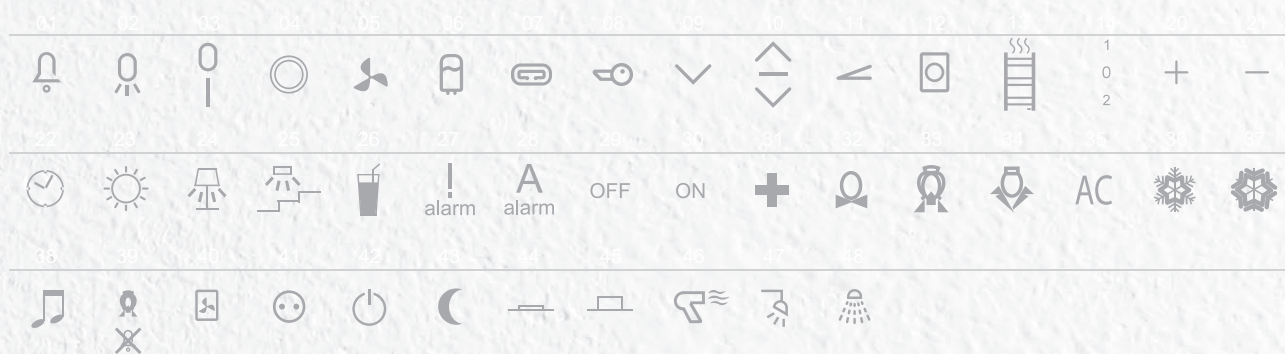 01 02 03 04 05 06 07 08 09 10 11 12 13 14 20 21
1
0
2
22 23 24 25 26 27 28 29 30 31 32 33 34 35 36 37
! A OFF ON AC
alarm alarm
38 39 40 41 42 43 44 45 46 47 48